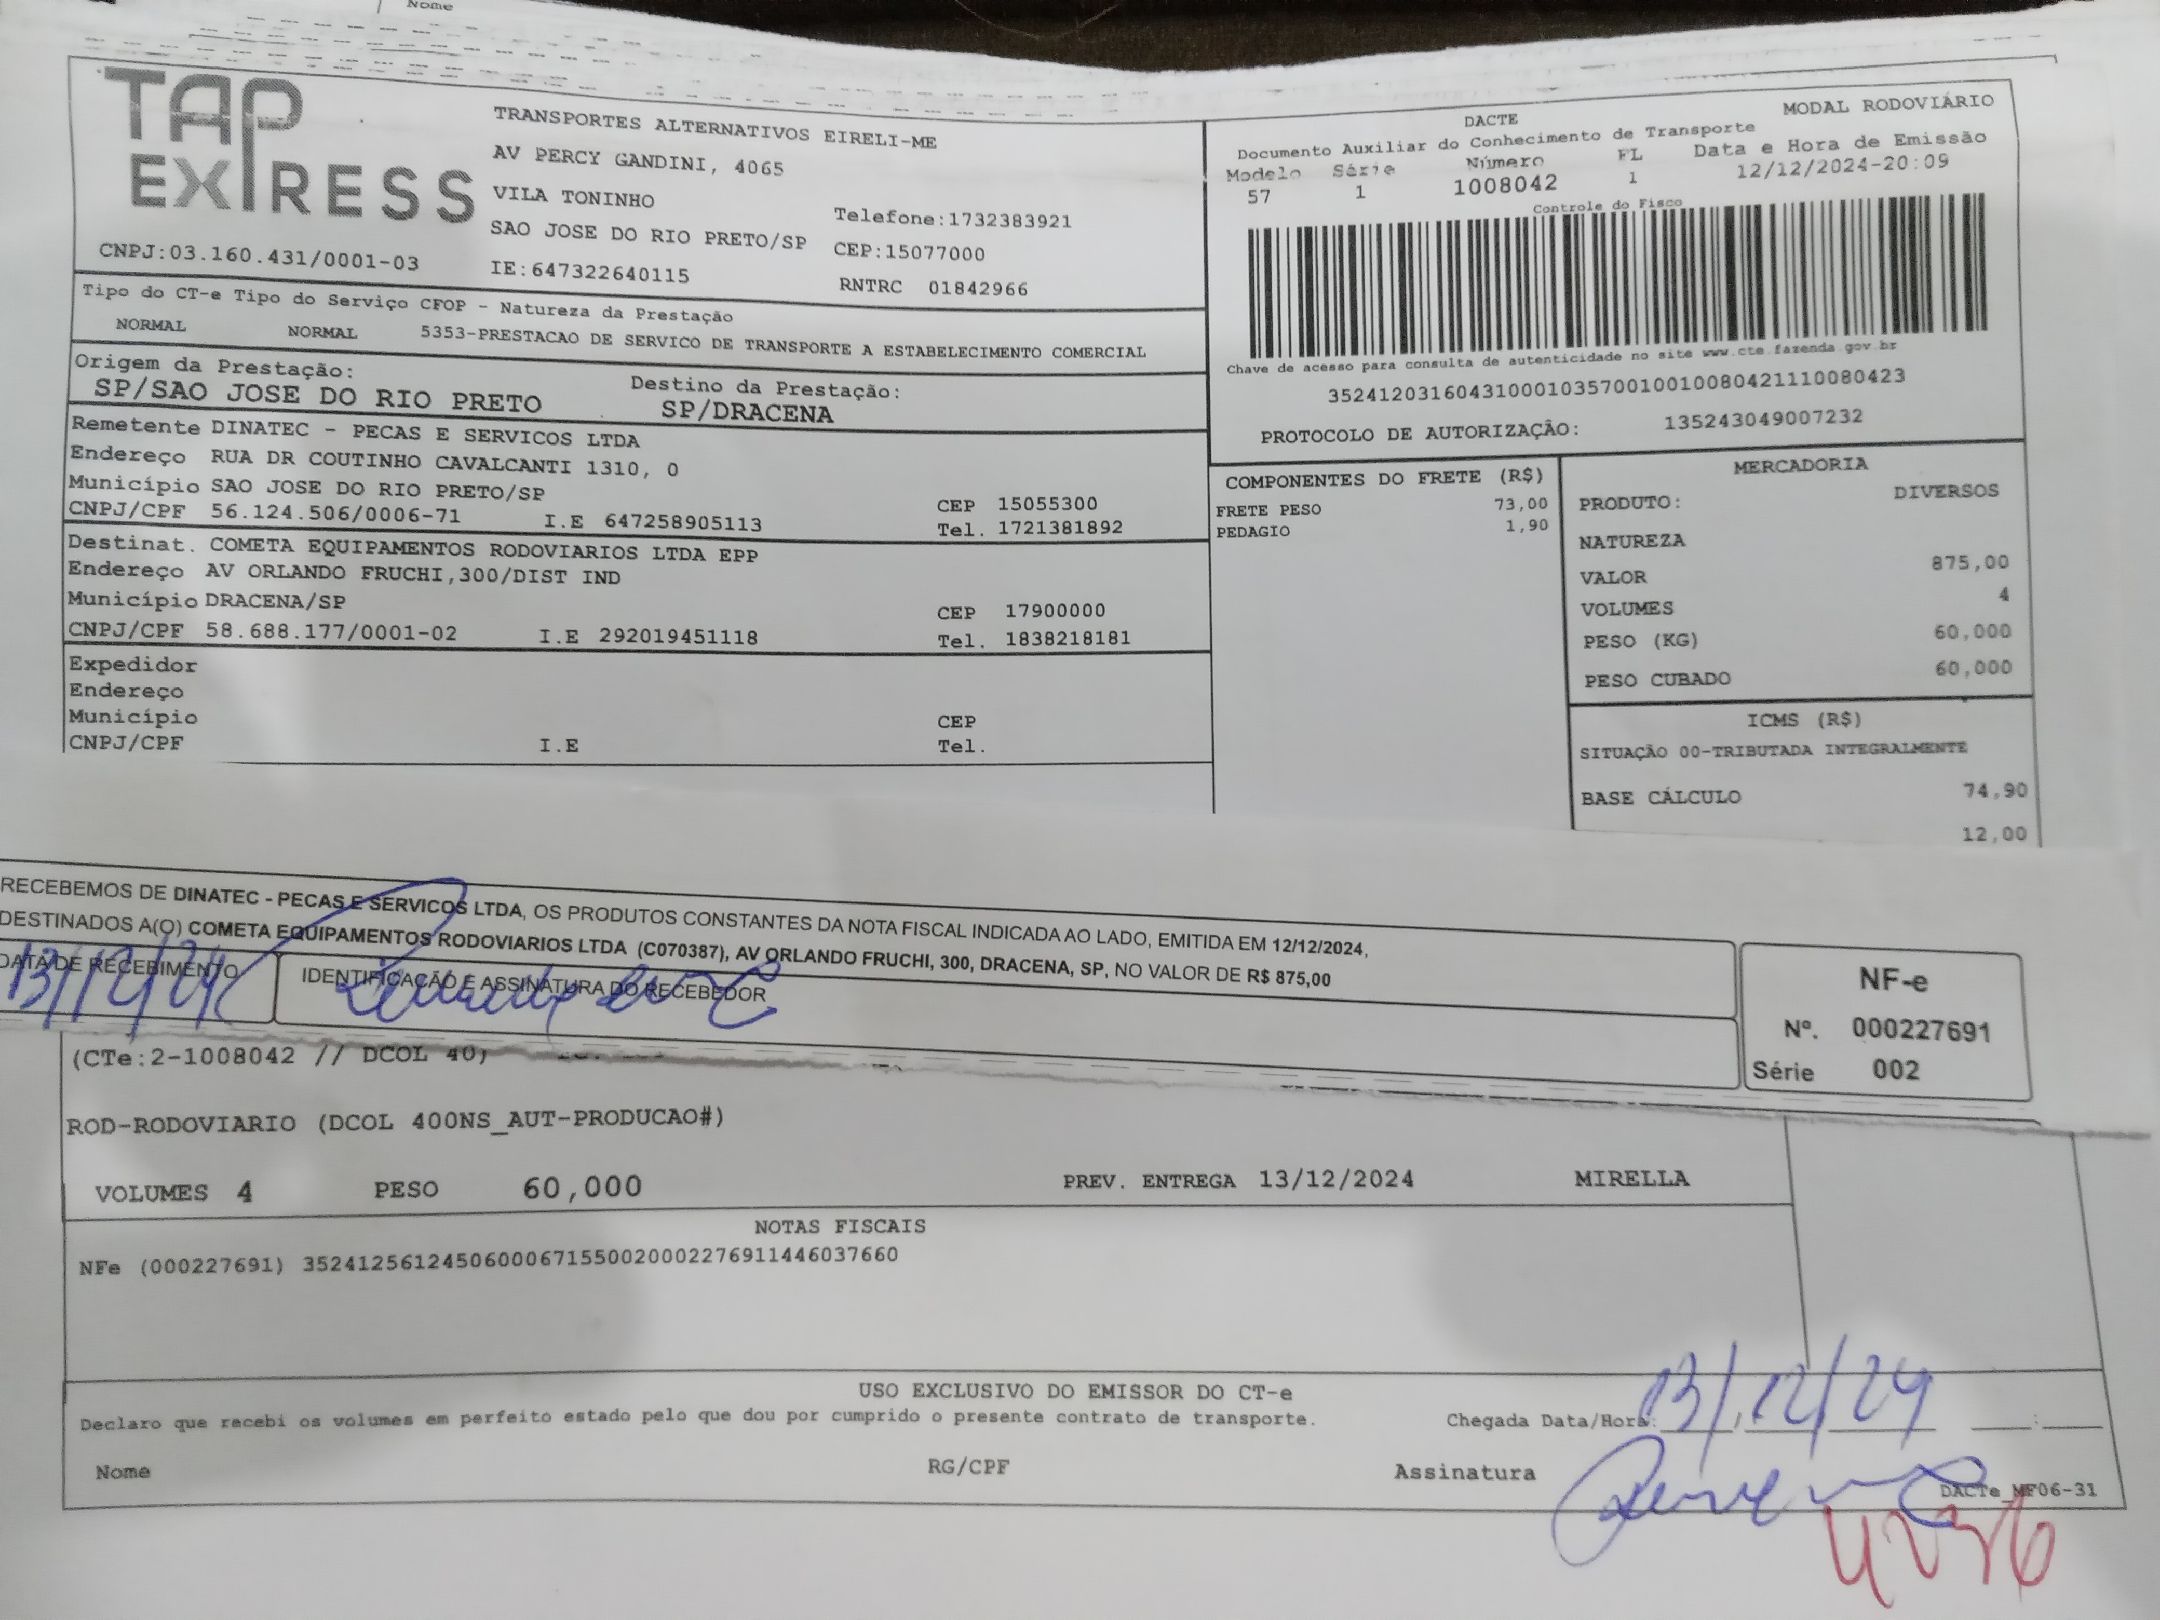 Nome
TAP
EXPRESS
TRANSPORTES ALTERNATIVOS EIRELI-ME
AV PERCY GANDINI, 4065
VILA TONINHO
SAO JOSE DO RIO PRETO/SP
Telefone:1732383921
CEP:15077000
CNPJ:03.160.431/0001-03
IE:647322640115
RNTRC 01842966
DACTE
MODAL RODOVIÁRIO
Documento Auxiliar do Conhecimento de Transporte
Modelo Série Número FL Data e Hora de Emissão
57 1 1008042 1 12/12/2024-20:09
Controle do Fisco
Chave de acesso para consulta de autenticidade no site www.cte.fazenda.gov.br
35241203160431000103570010010080421110080423
PROTOCOLO DE AUTORIZAÇÃO: 135243049007232
Tipo do CT-e Tipo do Serviço CFOP - Natureza da Prestação
NORMAL NORMAL 5353-PRESTACAO DE SERVICO DE TRANSPORTE A ESTABELECIMENTO COMERCIAL
Origem da Prestação: Destino da Prestação:
SP/SAO JOSE DO RIO PRETO SP/DRACENA
Remetente DINATEC - PECAS E SERVICOS LTDA
Endereço RUA DR COUTINHO CAVALCANTI 1310, 0
Município SAO JOSE DO RIO PRETO/SP CEP 15055300
CNPJ/CPF 56.124.506/0006-71 I.E 647258905113 Tel. 1721381892
Destinat. COMETA EQUIPAMENTOS RODOVIARIOS LTDA EPP
Endereço AV ORLANDO FRUCHI,300/DIST IND
Município DRACENA/SP CEP 17900000
CNPJ/CPF 58.688.177/0001-02 I.E 292019451118 Tel. 1838218181
Expedidor
Endereço
Município CEP
CNPJ/CPF I.E Tel.
COMPONENTES DO FRETE (R$)
FRETE PESO 73,00
PEDAGIO 1,90
MERCADORIA
PRODUTO: DIVERSOS
NATUREZA
VALOR 875,00
VOLUMES 4
PESO (KG) 60,000
PESO CUBADO 60,000
ICMS (R$)
SITUAÇÃO 00-TRIBUTADA INTEGRALMENTE
BASE CÁLCULO 74,90
12,00
RECEBEMOS DE DINATEC - PECAS E SERVICOS LTDA, OS PRODUTOS CONSTANTES DA NOTA FISCAL INDICADA AO LADO, EMITIDA EM 12/12/2024,
DESTINADOS A(O) COMETA EQUIPAMENTOS RODOVIARIOS LTDA (C070387), AV ORLANDO FRUCHI, 300, DRACENA, SP, NO VALOR DE R$ 875,00
DATA DE RECEBIMENTO IDENTIFICAÇÃO E ASSINATURA DO RECEBEDOR
13/12/24
NF-e
Nº. 000227691
Série 002
(CTe:2-1008042 // DCOL 40)
ROD-RODOVIARIO (DCOL 400NS_AUT-PRODUCAO#)
VOLUMES 4 PESO 60,000 PREV. ENTREGA 13/12/2024 MIRELLA
NOTAS FISCAIS
NFe (000227691) 35241256124506000671550020002276911446037660
USO EXCLUSIVO DO EMISSOR DO CT-e
Declaro que recebi os volumes em perfeito estado pelo que dou por cumprido o presente contrato de transporte. Chegada Data/Hora: 13/12/24
Nome RG/CPF Assinatura
DACTe_MF06-31